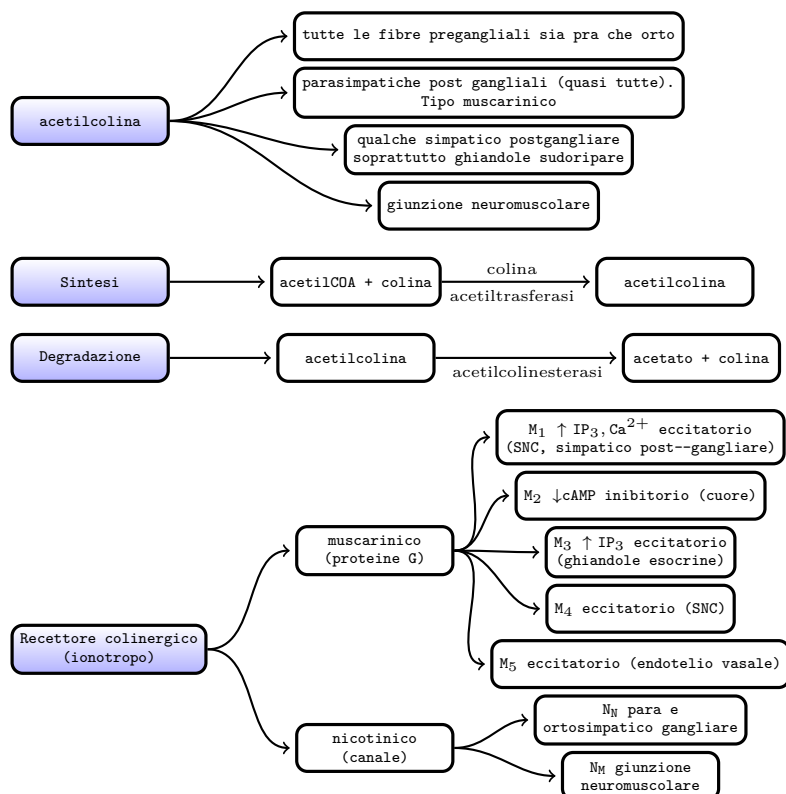 tutte le fibre pregangliali sia pra che orto
parasimpatiche post gangliali (quasi tutte).
Tipo muscarinico
acetilcolina
qualche simpatico postgangliare
soprattutto ghiandole sudoripare
giunzione neuromuscolare
Sintesi
acetilCOA + colina
colina
acetiltrasferasi
acetilcolina
Degradazione
acetilcolina
acetilcolinesterasi
acetato + colina
M₁ ↑ IP₃, Ca²⁺ eccitatorio
(SNC, simpatico post--gangliare)
M₂ ↓cAMP inibitorio (cuore)
muscarinico
(proteine G)
M₃ ↑ IP₃ eccitatorio
(ghiandole esocrine)
M₄ eccitatorio (SNC)
Recettore colinergico
(ionotropo)
M₅ eccitatorio (endotelio vasale)
N_N para e
ortosimpatico gangliare
nicotinico
(canale)
N_M giunzione
neuromuscolare